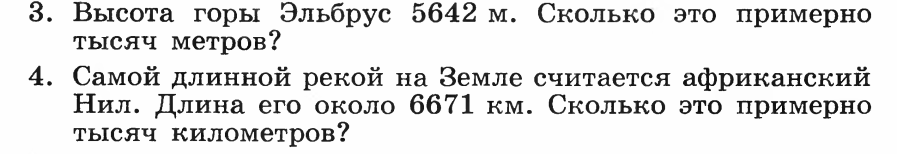 3. Высота горы Эльбрус 5642 м. Сколько это примерно
тысяч метров?
4. Самой длинной рекой на Земле считается африканский
Нил. Длина его около 6671 км. Сколько это примерно
тысяч километров?